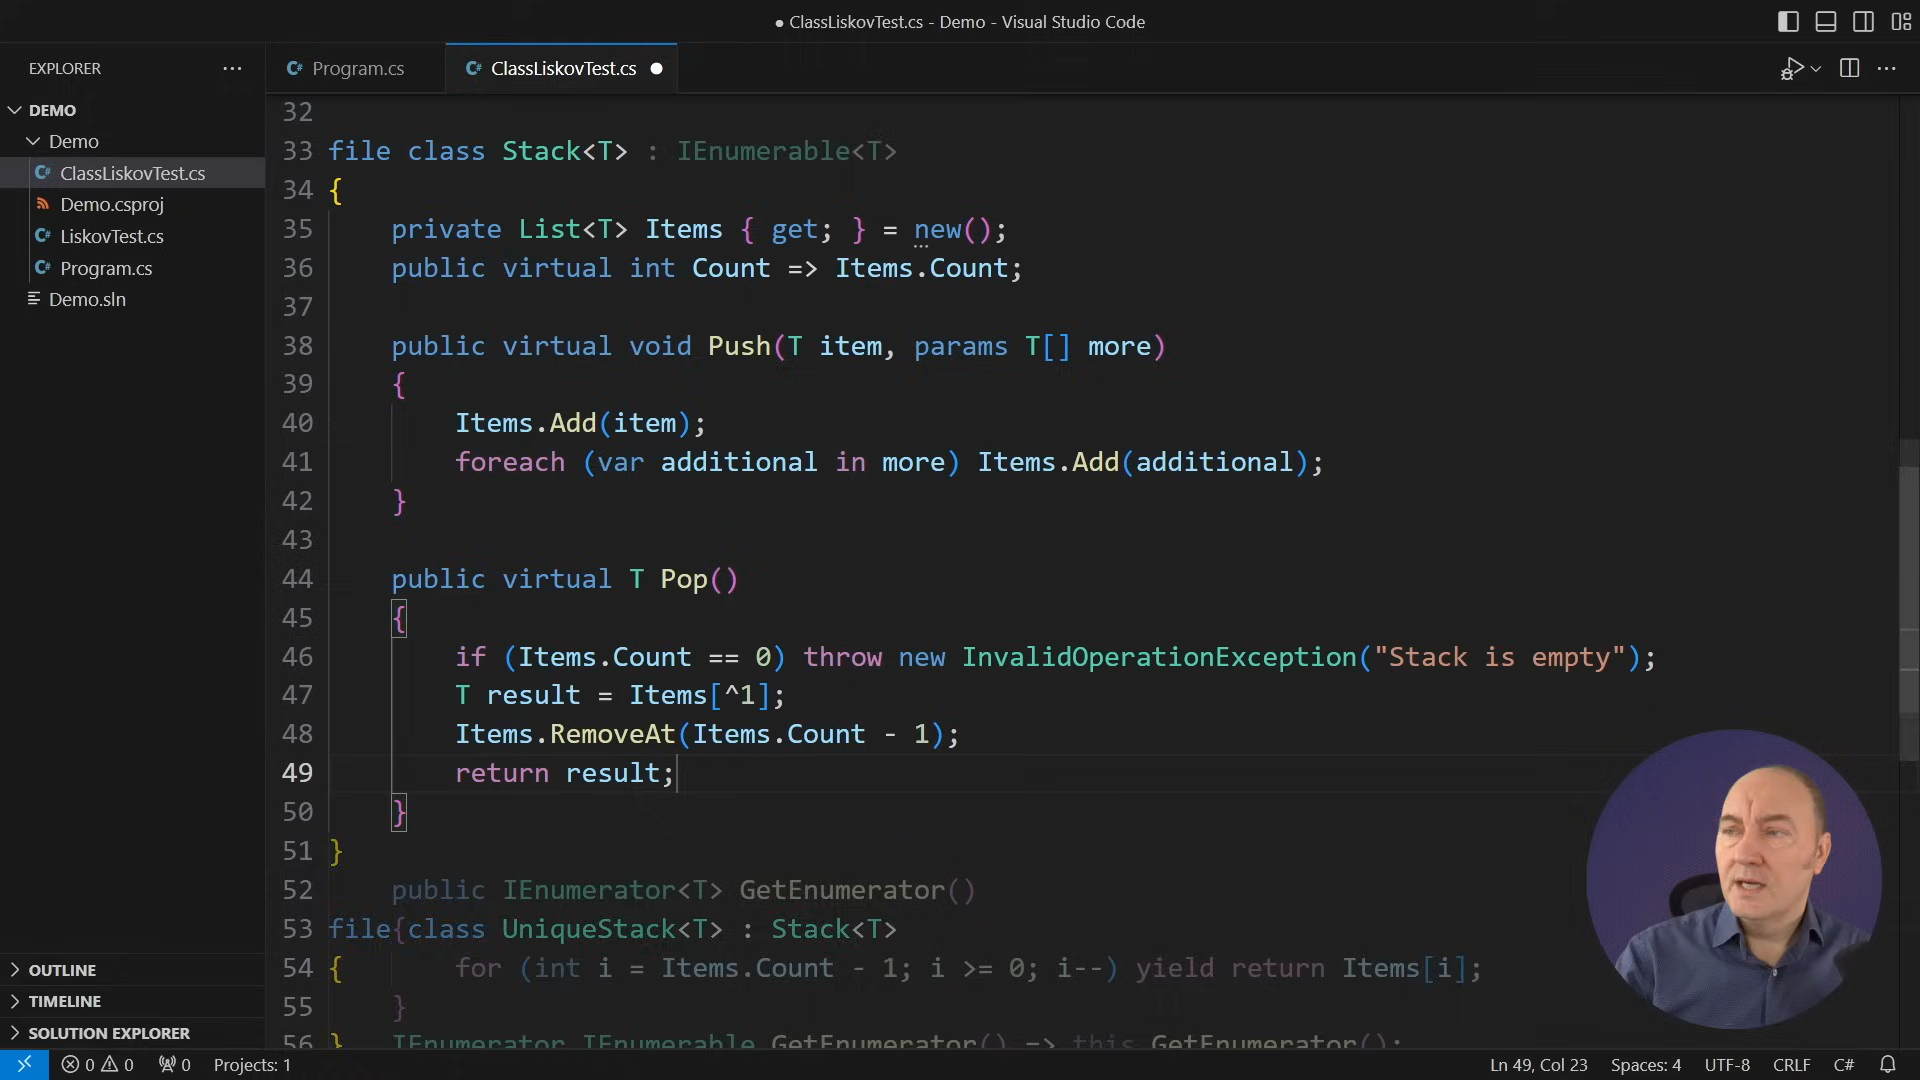 ● ClassLiskovTest.cs - Demo - Visual Studio Code
EXPLORER
DEMO
Demo
C# ClassLiskovTest.cs
Demo.csproj
C# LiskovTest.cs
C# Program.cs
Demo.sln
OUTLINE
TIMELINE
SOLUTION EXPLORER
C# Program.cs
C# ClassLiskovTest.cs
32
33 file class Stack<T> : IEnumerable<T>
34 {
35     private List<T> Items { get; } = new();
36     public virtual int Count => Items.Count;
37
38     public virtual void Push(T item, params T[] more)
39     {
40         Items.Add(item);
41         foreach (var additional in more) Items.Add(additional);
42     }
43
44     public virtual T Pop()
45     {
46         if (Items.Count == 0) throw new InvalidOperationException("Stack is empty");
47         T result = Items[^1];
48         Items.RemoveAt(Items.Count - 1);
49         return result;
50     }
51 }
52     public IEnumerator<T> GetEnumerator()
53 file{class UniqueStack<T> : Stack<T>
54 {       for (int i = Items.Count - 1; i >= 0; i--) yield return Items[i];
55     }
56 }   IEnumerator IEnumerable.GetEnumerator() => this.GetEnumerator();
0 0 0 Projects: 1
Ln 49, Col 23 Spaces: 4 UTF-8 CRLF C#